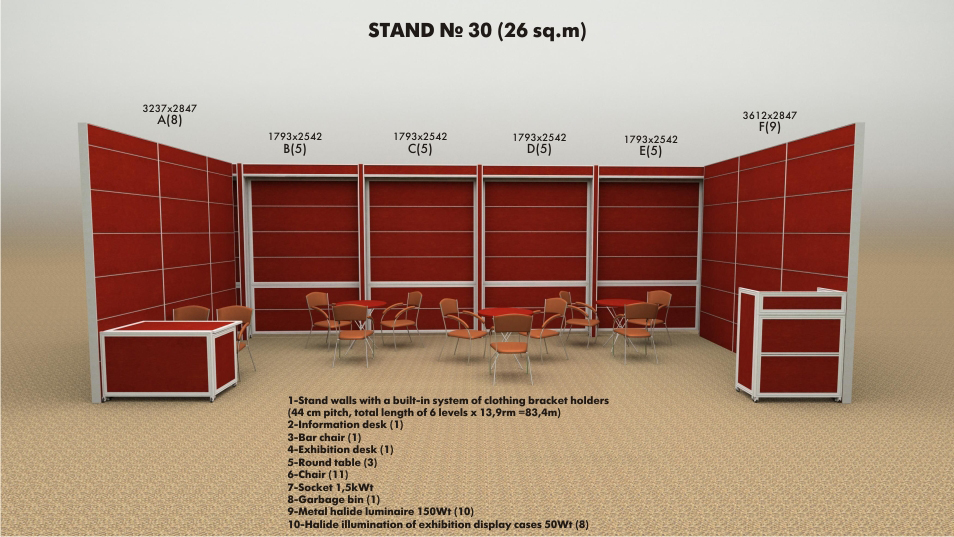 STAND № 30 (26 sq.m)
3237x2847
A(8)
1793x2542
B(5)
1793x2542
C(5)
1793x2542
D(5)
1793x2542
E(5)
3612x2847
F(9)
1-Stand walls with a built-in system of clothing bracket holders
(44 cm pitch, total length of 6 levels x 13,9rm =83,4m)
2-Information desk (1)
3-Bar chair (1)
4-Exhibition desk (1)
5-Round table (3)
6-Chair (11)
7-Socket 1,5kWt
8-Garbage bin (1)
9-Metal halide luminaire 150Wt (10)
10-Halide illumination of exhibition display cases 50Wt (8)